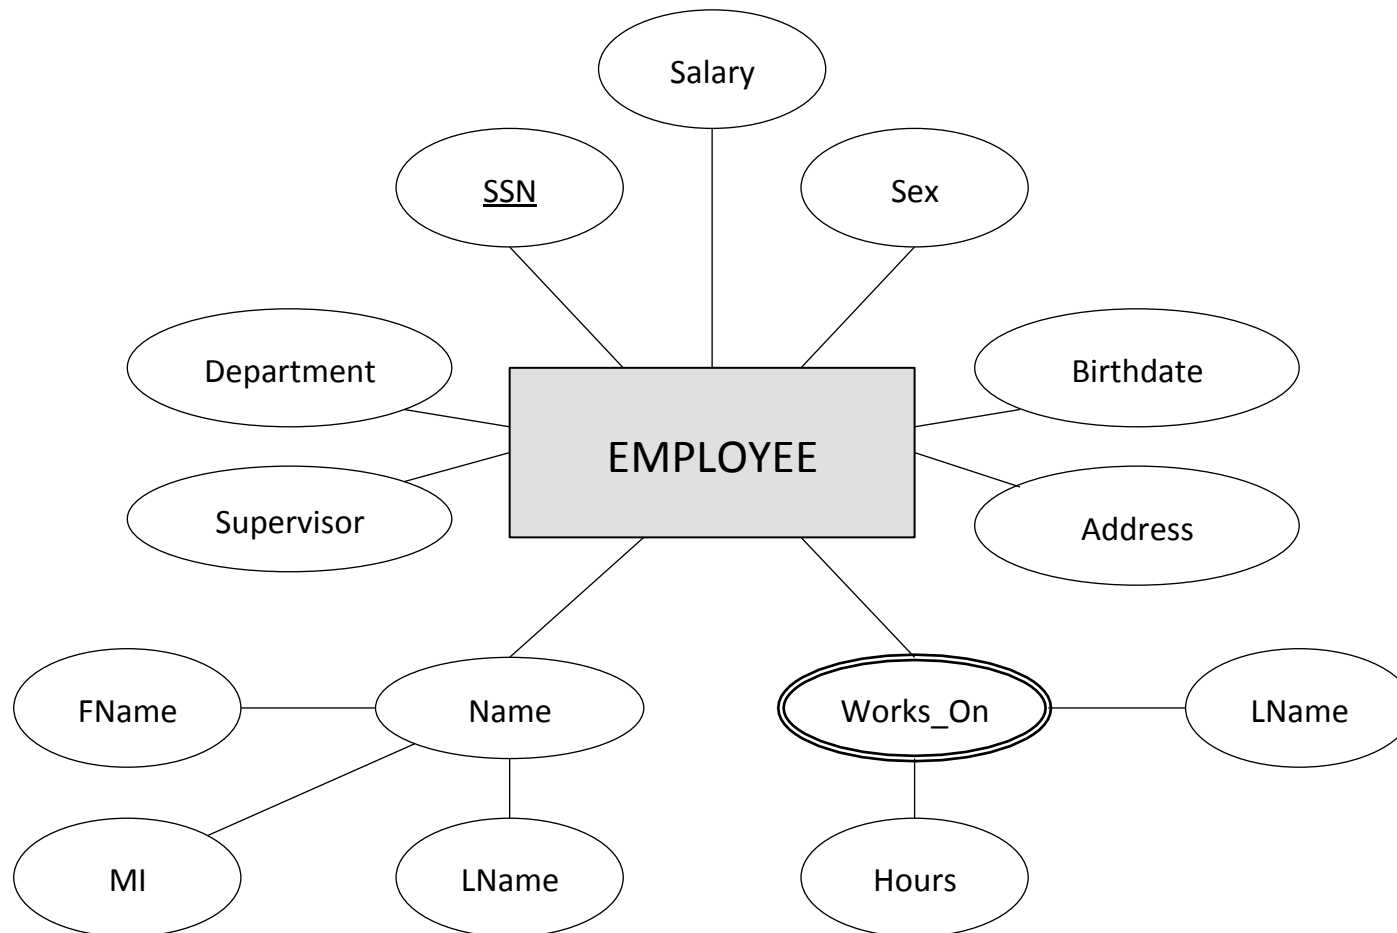 Salary
SSN
Sex
Department
Birthdate
EMPLOYEE
Supervisor
Address
FName
Name
Works_On
LName
MI
LName
Hours